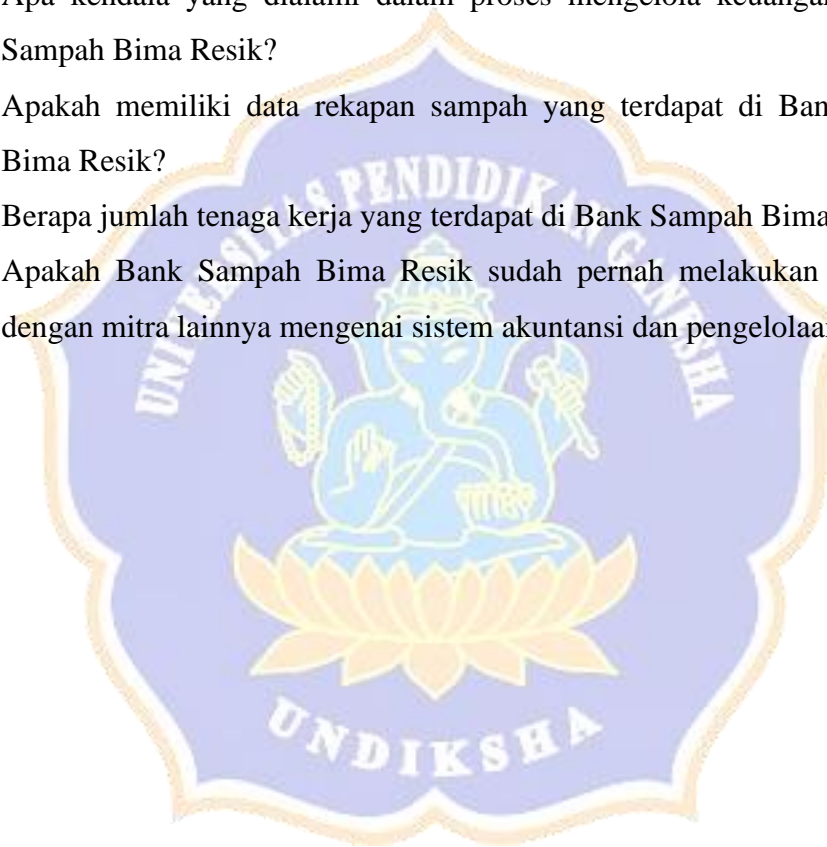 Apa kendala yang dialami dalam proses mengelola keuangan
Sampah Bima Resik?
Apakah memiliki data rekapan sampah yang terdapat di Ban
Bima Resik?
Berapa jumlah tenaga kerja yang terdapat di Bank Sampah Bima
Apakah Bank Sampah Bima Resik sudah pernah melakukan
dengan mitra lainnya mengenai sistem akuntansi dan pengelolaan
UNIVERSITAS PENDIDIKAN GANESHA
UNDIKSHA